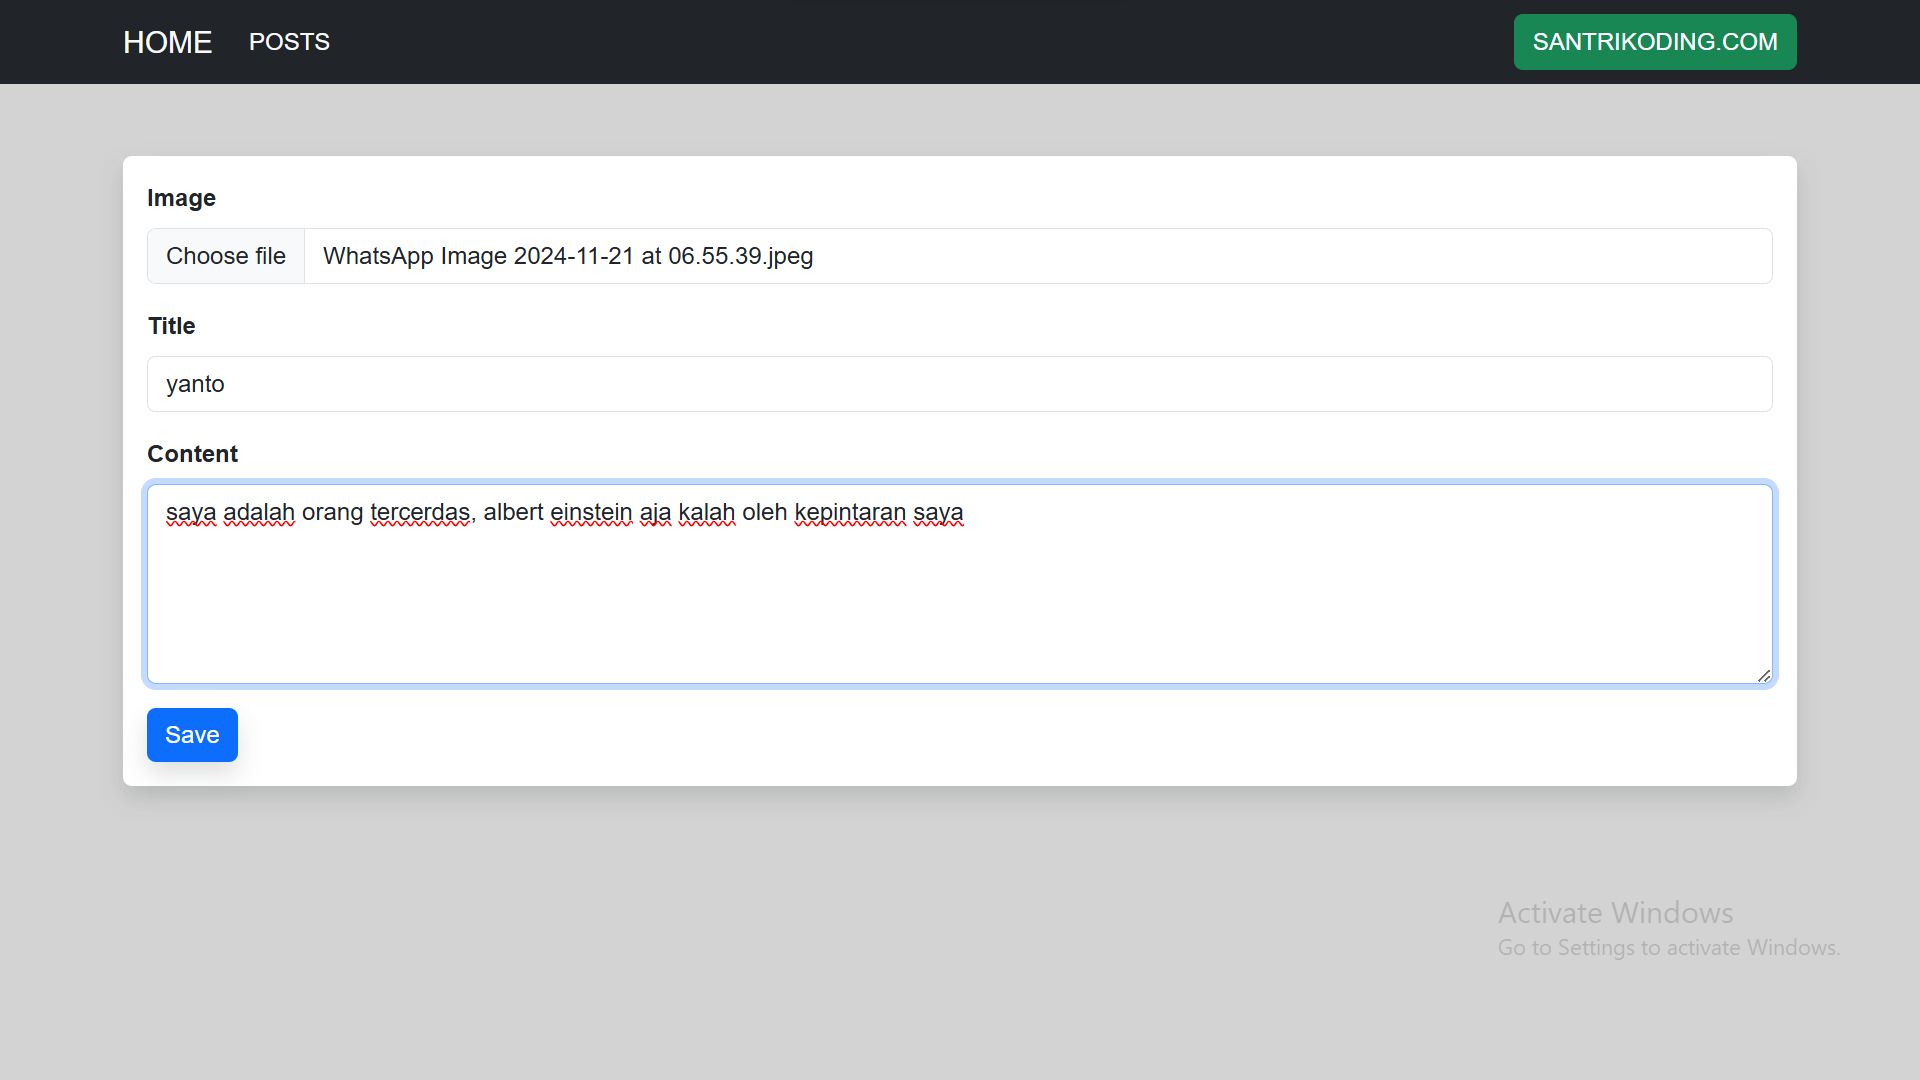 HOME POSTS SANTRIKODING.COM
Image
Choose file WhatsApp Image 2024-11-21 at 06.55.39.jpeg
Title
yanto
Content
saya adalah orang tercerdas, albert einstein aja kalah oleh kepintaran saya
Save
Activate Windows
Go to Settings to activate Windows.